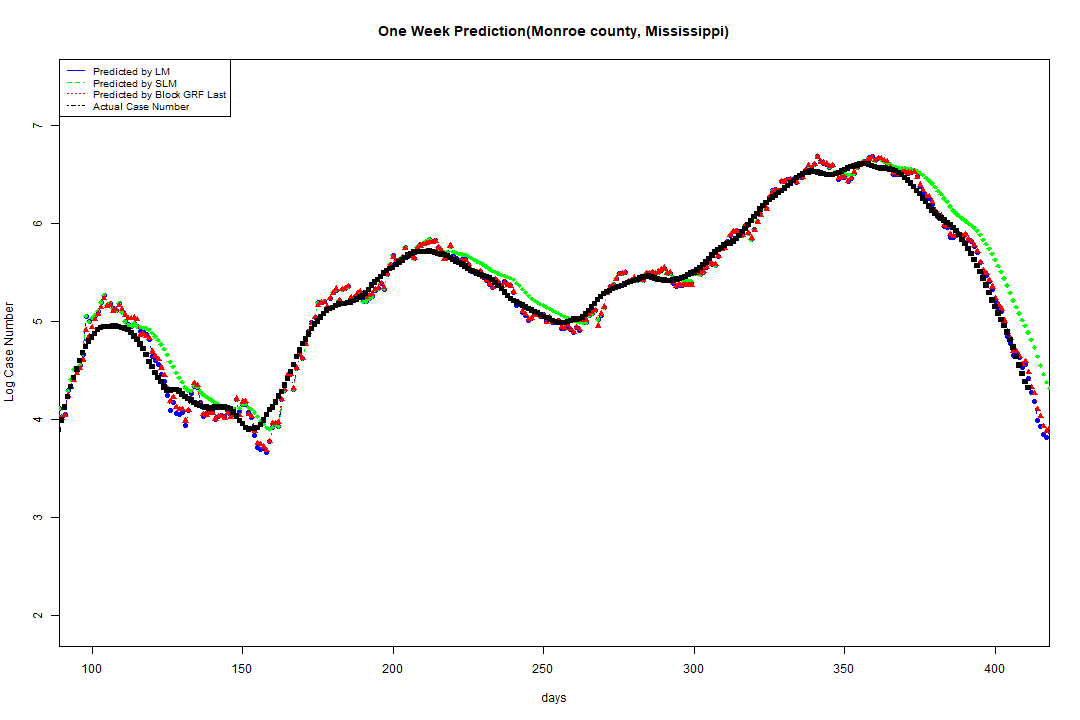 One Week Prediction(Monroe county, Mississippi)
Predicted by LM
Predicted by SLM
Predicted by Block GRF Last
Actual Case Number
Log Case Number
7
6
5
4
3
2
100 150 200 250 300 350 400
days